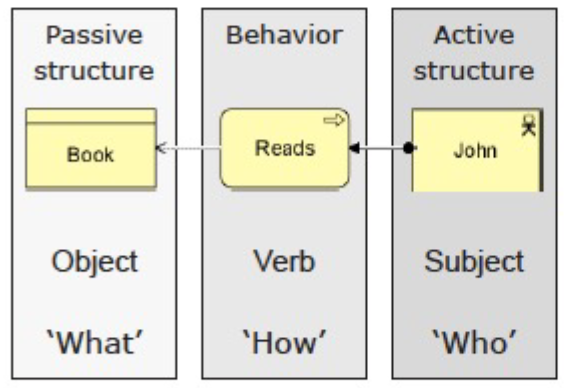 Passive
structure
Book
Object
‘What’
Behavior
Reads
Verb
‘How’
Active
structure
John
Subject
‘Who’